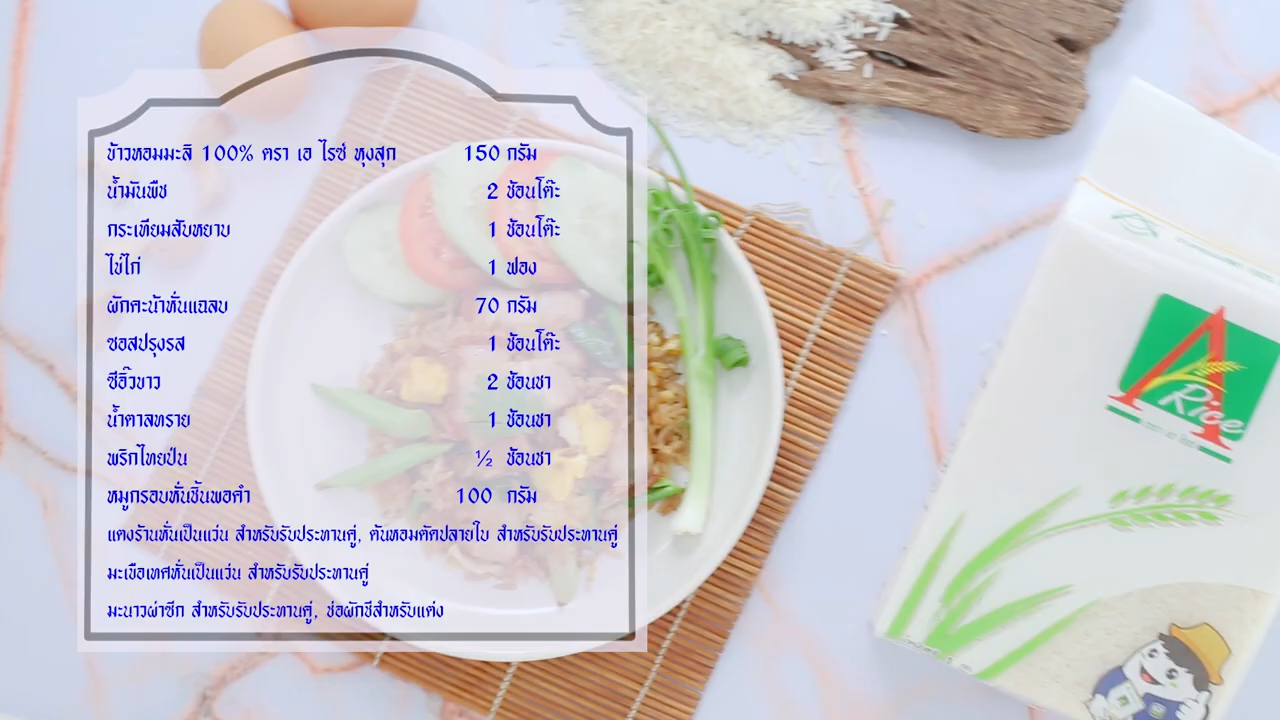 ข้าวหอมมะลิ 100% ตรา เอ ไรซ์ หุงสุก 150 กรัม
น้ำมันพืช 2 ช้อนโต๊ะ
กระเทียมสับหยาบ 1 ช้อนโต๊ะ
ไข่ไก่ 1 ฟอง
ผักคะน้าหั่นแฉลบ 70 กรัม
ซอสปรุงรส 1 ช้อนโต๊ะ
ซีอิ๊วขาว 2 ช้อนชา
น้ำตาลทราย 1 ช้อนชา
พริกไทยป่น ½ ช้อนชา
หมูกรอบหั่นชิ้นพอคำ 100 กรัม
แตงร้านหั่นเป็นแว่น สำหรับรับประทานคู่, ต้นหอมตัดปลายใบ สำหรับรับประทานคู่
มะเขือเทศหั่นเป็นแว่น สำหรับรับประทานคู่
มะนาวผ่าซีก สำหรับรับประทานคู่, ช่อผักชีสำหรับแต่ง
A Rice